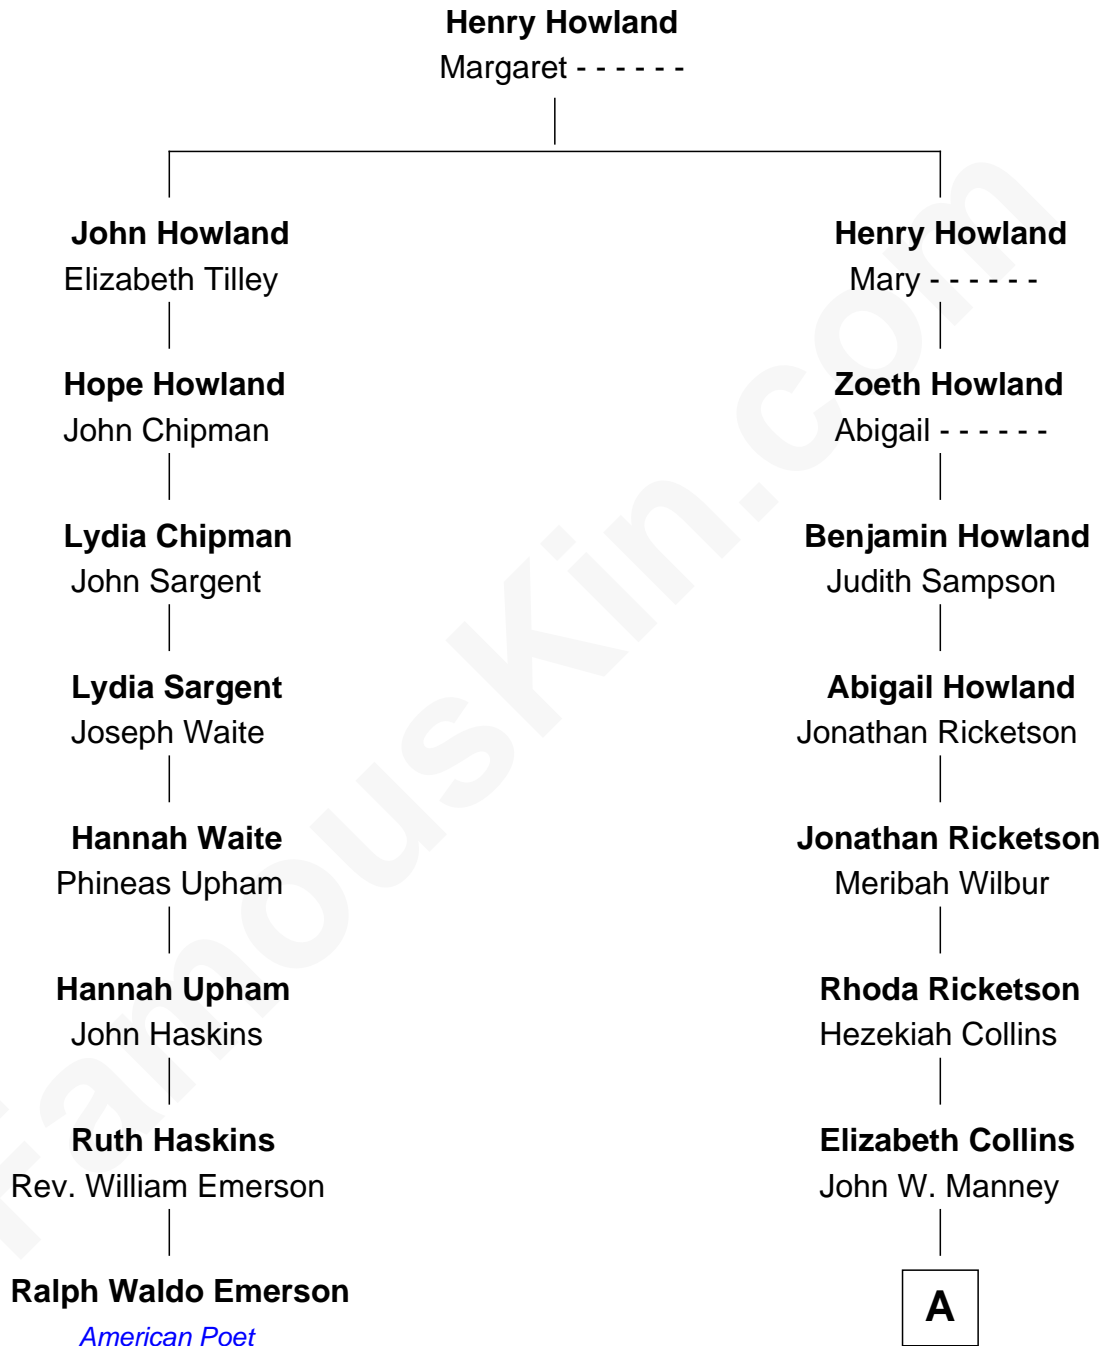 Henry Howland
Margaret - - - - - -
John Howland
Elizabeth Tilley
Henry Howland
Mary - - - - - -
Hope Howland
John Chipman
Zoeth Howland
Abigail - - - - - -
Lydia Chipman
John Sargent
Benjamin Howland
Judith Sampson
Lydia Sargent
Joseph Waite
Abigail Howland
Jonathan Ricketson
Hannah Waite
Phineas Upham
Jonathan Ricketson
Meribah Wilbur
Hannah Upham
John Haskins
Rhoda Ricketson
Hezekiah Collins
Ruth Haskins
Rev. William Emerson
Elizabeth Collins
John W. Manney
Ralph Waldo Emerson
American Poet
A
FamousKin.com